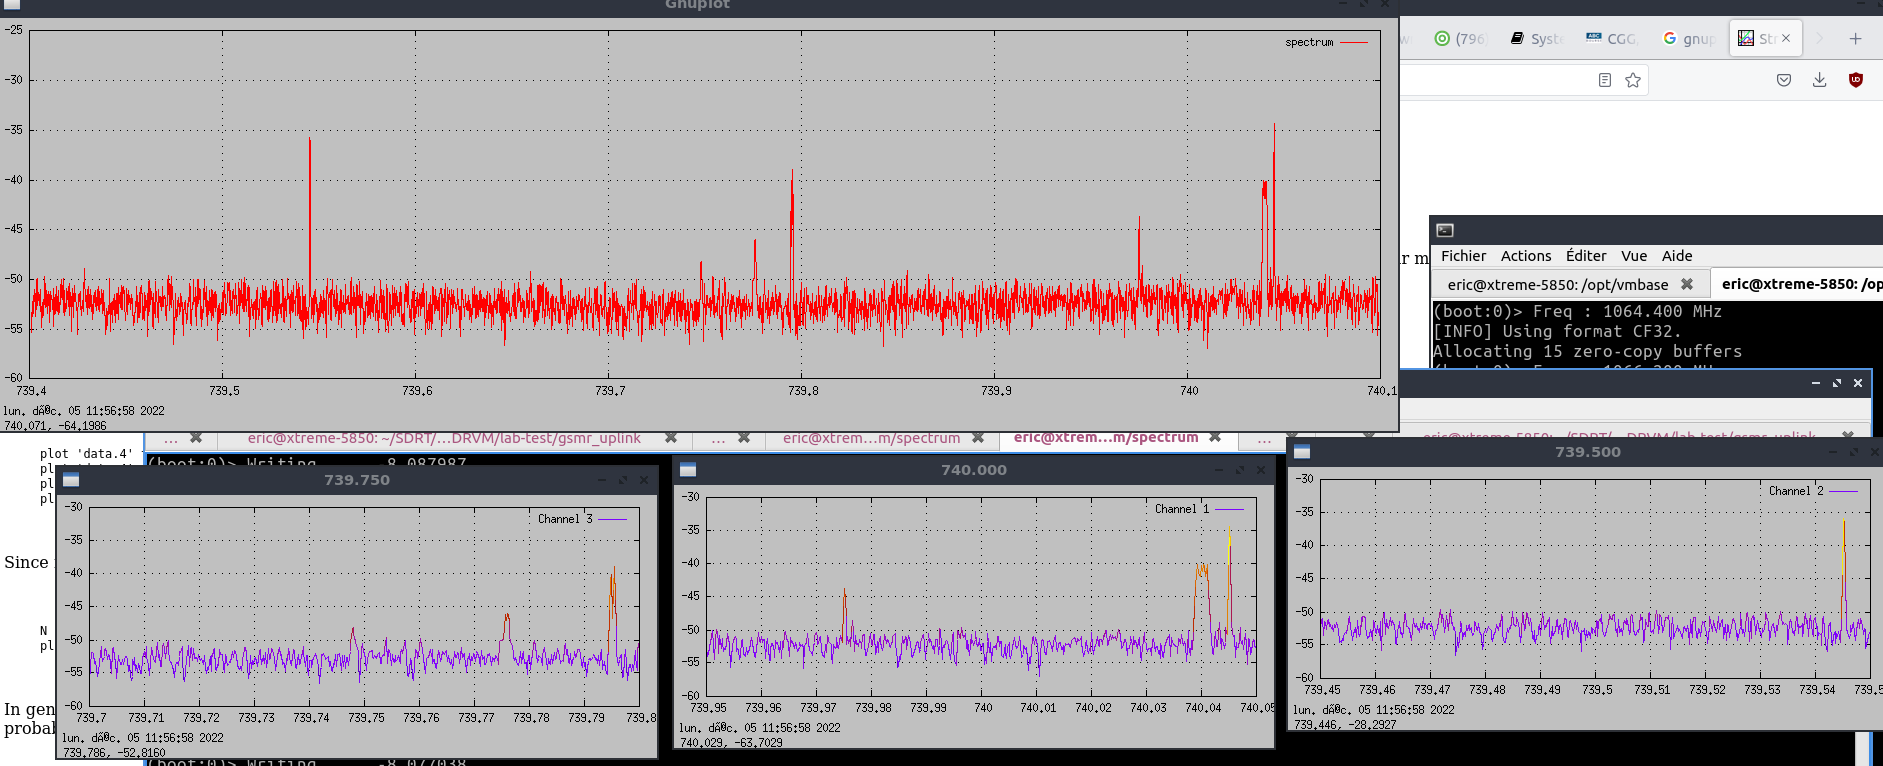 Gnuplot
-25
spectrum
-30
-35
-40
-45
-50
-55
-60
739.4 739.5 739.6 739.7 739.8 739.9 740 740.1
lun. dÃ©c. 05 11:56:58 2022
740.071, -64.1986
(796
Syste
CGG
gnup
St
Fichier Actions Éditer Vue Aide
eric@xtreme-5850: /opt/vmbase
eric@xtreme-5850: /op
(boot:0)> Freq : 1064.400 MHz
[INFO] Using format CF32.
Allocating 15 zero-copy buffers
... eric@xtreme-5850: ~/SDRT/...DRVM/lab-test/gsmr_uplink ... eric@xtrem...m/spectrum eric@xtrem...m/spectrum ...
plot 'data.4'
(boot:0)> Writing -8.087987
pl
pl
Since
N
pl
In gen
probal
739.750
-30
Channel 3
-35
-40
-45
-50
-55
-60
739.7 739.71 739.72 739.73 739.74 739.75 739.76 739.77 739.78 739.79 739.8
lun. dÃ©c. 05 11:56:58 2022
739.786, -52.8160
740.000
-30
Channel 1
-35
-40
-45
-50
-55
-60
739.95 739.96 739.97 739.98 739.99 740 740.01 740.02 740.03 740.04 740.05
lun. dÃ©c. 05 11:56:58 2022
740.029, -63.7029
739.500
-30
Channel 2
-35
-40
-45
-50
-55
-60
739.45 739.46 739.47 739.48 739.49 739.5 739.51 739.52 739.53 739.54 739.5
lun. dÃ©c. 05 11:56:58 2022
739.446, -28.2927
(boot:0)> Writing -8.077038